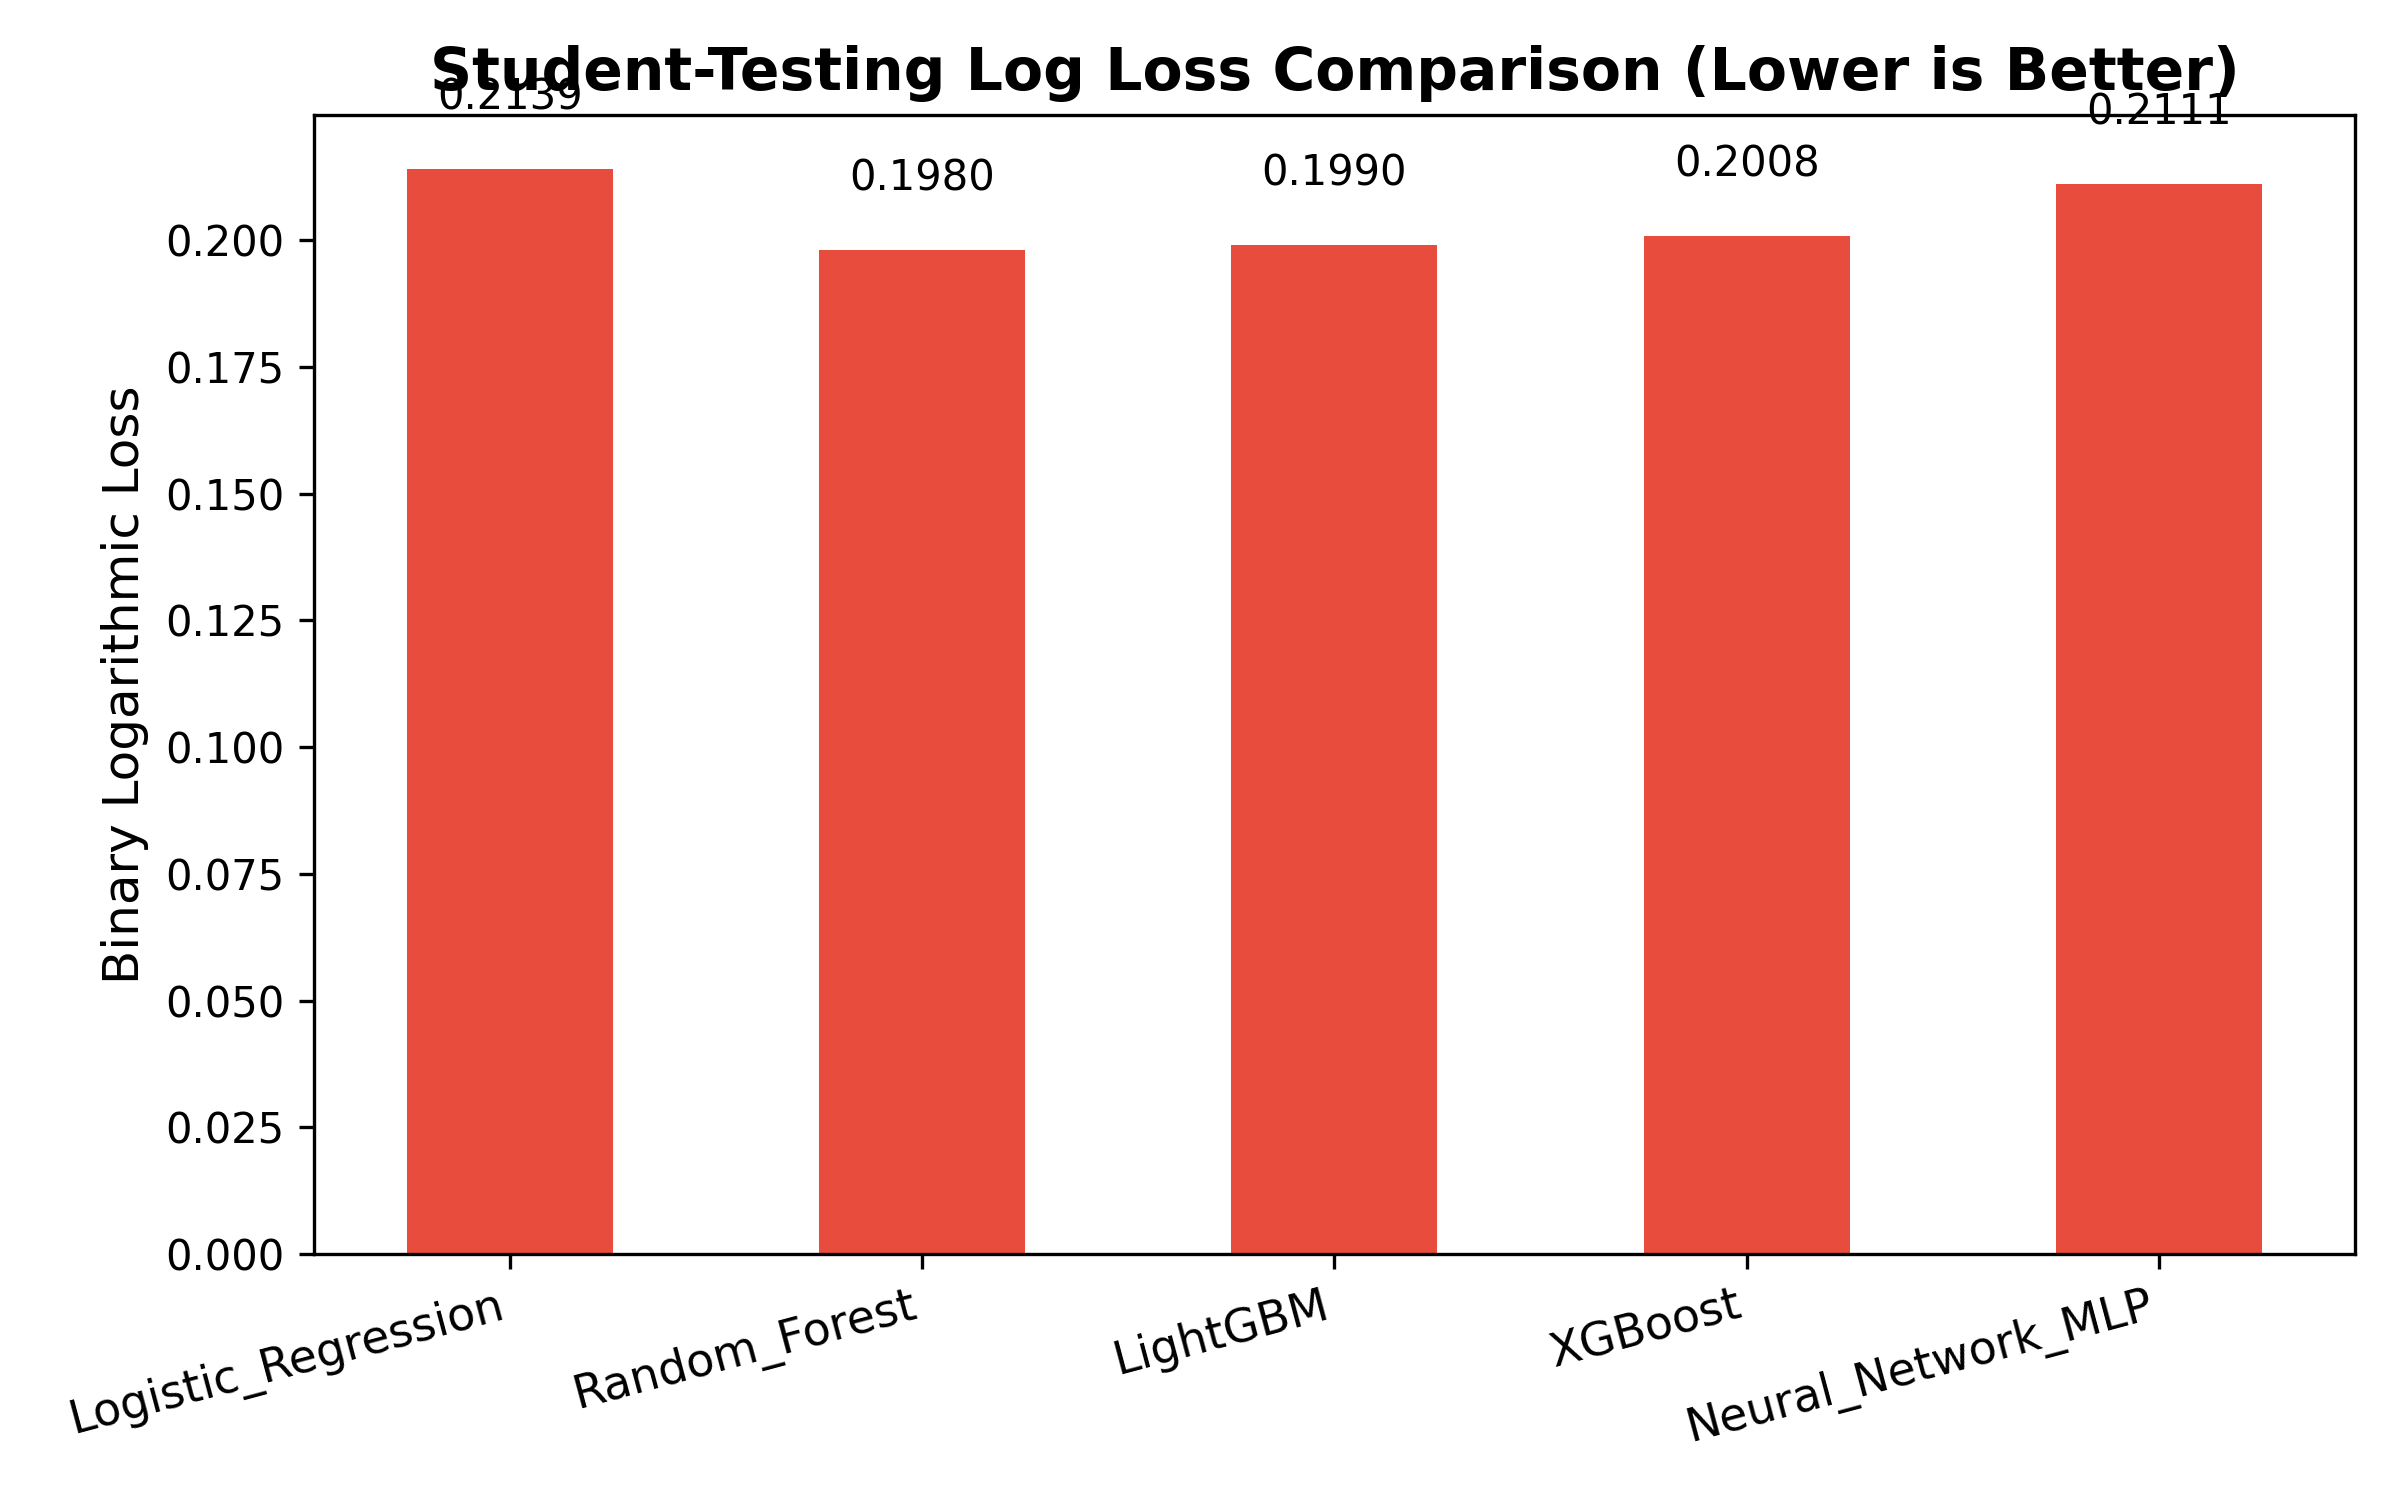 Student-Testing Log Loss Comparison (Lower is Better)
0.2139
0.1980
0.1990
0.2008
0.2111
Binary Logarithmic Loss
0.200
0.175
0.150
0.125
0.100
0.075
0.050
0.025
0.000
Logistic_Regression
Random_Forest
LightGBM
XGBoost
Neural_Network_MLP